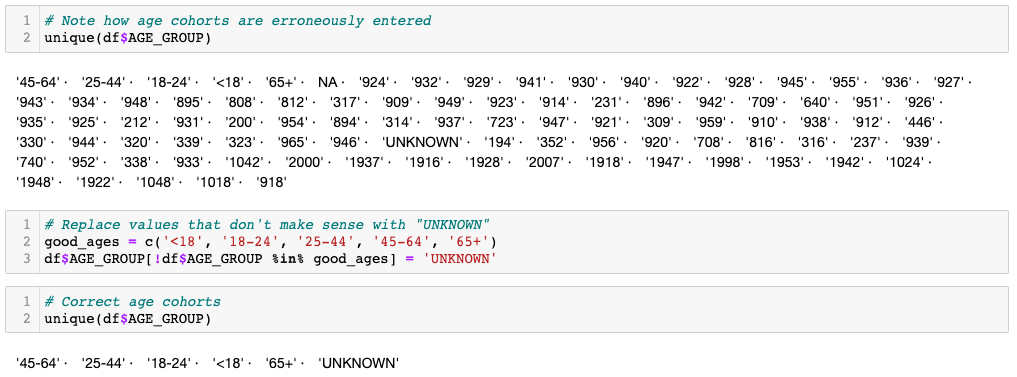 1 # Note how age cohorts are erroneously entered
2 unique(df$AGE_GROUP)
'45-64' · '25-44' · '18-24' · '<18' · '65+' · NA · '924' · '932' · '929' · '941' · '930' · '940' · '922' · '928' · '945' · '955' · '936' · '927' ·
'943' · '934' · '948' · '895' · '808' · '812' · '317' · '909' · '949' · '923' · '914' · '231' · '896' · '942' · '709' · '640' · '951' · '926' ·
'935' · '925' · '212' · '931' · '200' · '954' · '894' · '314' · '937' · '723' · '947' · '921' · '309' · '959' · '910' · '938' · '912' · '446' ·
'330' · '944' · '320' · '339' · '323' · '965' · '946' · 'UNKNOWN' · '194' · '352' · '956' · '920' · '708' · '816' · '316' · '237' · '939' ·
'740' · '952' · '338' · '933' · '1042' · '2000' · '1937' · '1916' · '1928' · '2007' · '1918' · '1947' · '1998' · '1953' · '1942' · '1024' ·
'1948' · '1922' · '1048' · '1018' · '918'
1 # Replace values that don't make sense with "UNKNOWN"
2 good_ages = c('<18', '18-24', '25-44', '45-64', '65+')
3 df$AGE_GROUP[!df$AGE_GROUP %in% good_ages] = 'UNKNOWN'
1 # Correct age cohorts
2 unique(df$AGE_GROUP)
'45-64' · '25-44' · '18-24' · '<18' · '65+' · 'UNKNOWN'